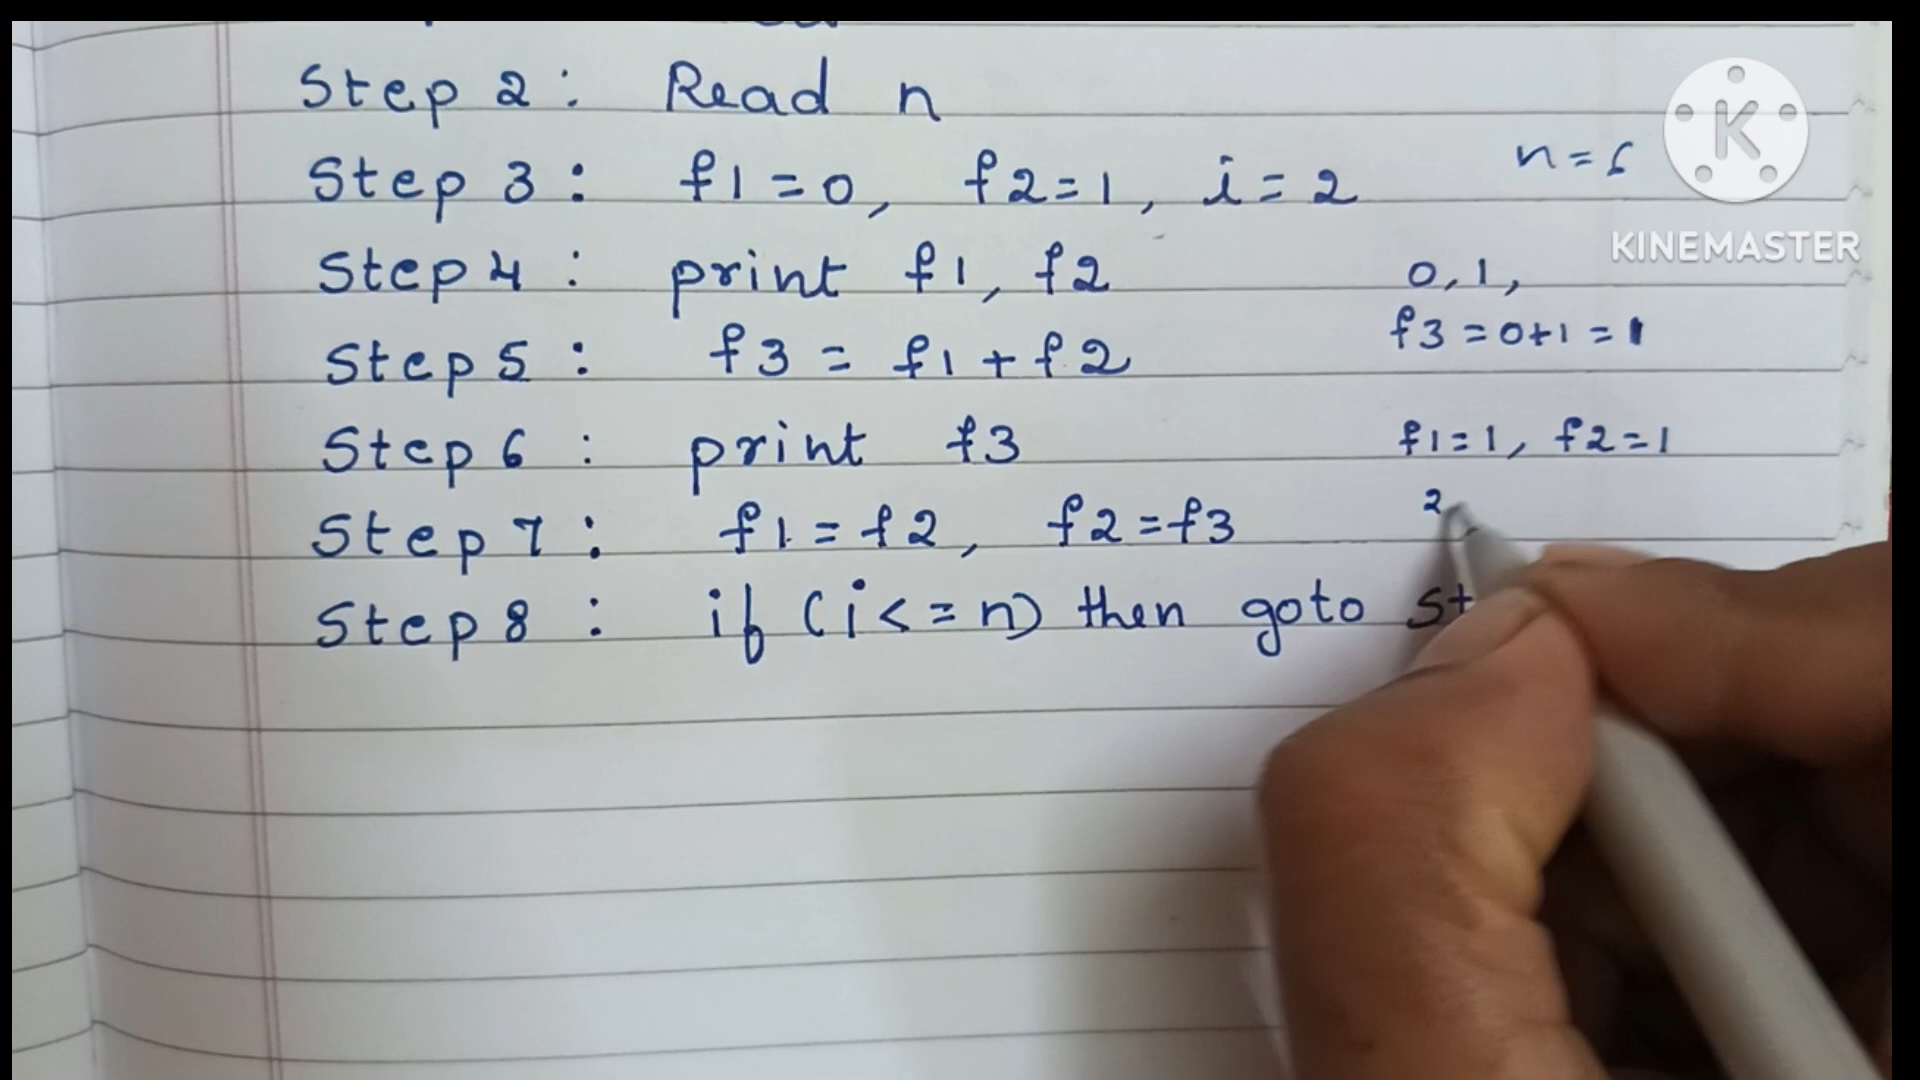 Step 2 : Read n
Step 3 : f1 = 0, f2 = 1, i = 2
n =
KINEMASTER
Step 4 : print f1, f2
0, 1,
Step 5 : f3 = f1 + f2
f3 = 0+1 = 1
Step 6 : print f3
f1 = 1, f2 = 1
Step 7 : f1 = f2, f2 = f3
2
Step 8 : if (i <= n) then goto st